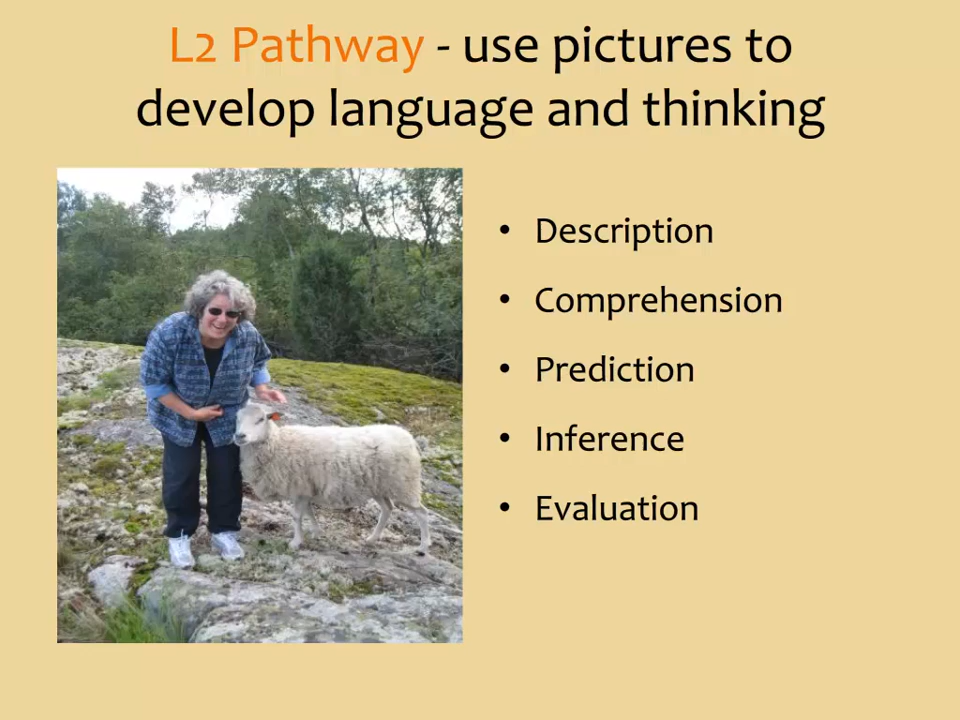 L2 Pathway - use pictures to
develop language and thinking
• Description
• Comprehension
• Prediction
• Inference
• Evaluation